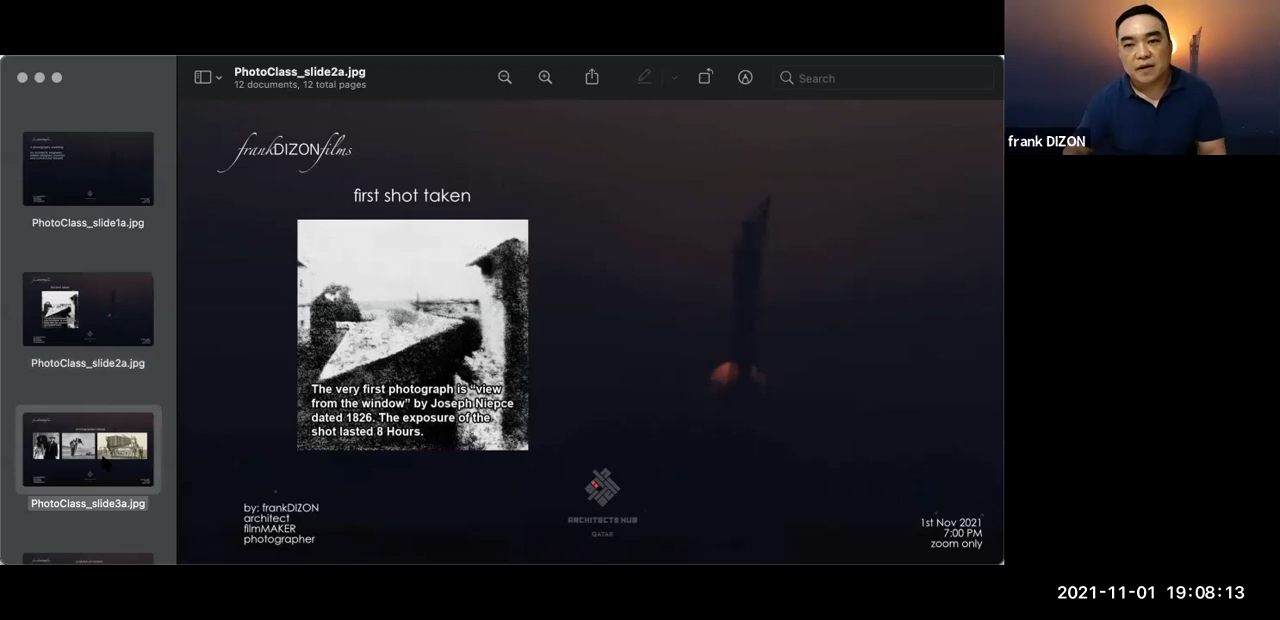 PhotoClass_slide2a.jpg
12 documents, 12 total pages
Search
frank DIZON
PhotoClass_slide1a.jpg
PhotoClass_slide2a.jpg
PhotoClass_slide3a.jpg
frankDIZONfilms
first shot taken
The very first photograph is “view
from the window” by Joseph Niepce
dated 1826. The exposure of the
shot lasted 8 Hours.
by: frankDIZON
architect
filmMAKER
photographer
ARCHITECTS HUB
QATAR
1st Nov 2021
7:00 PM
zoom only
2021-11-01 19:08:13